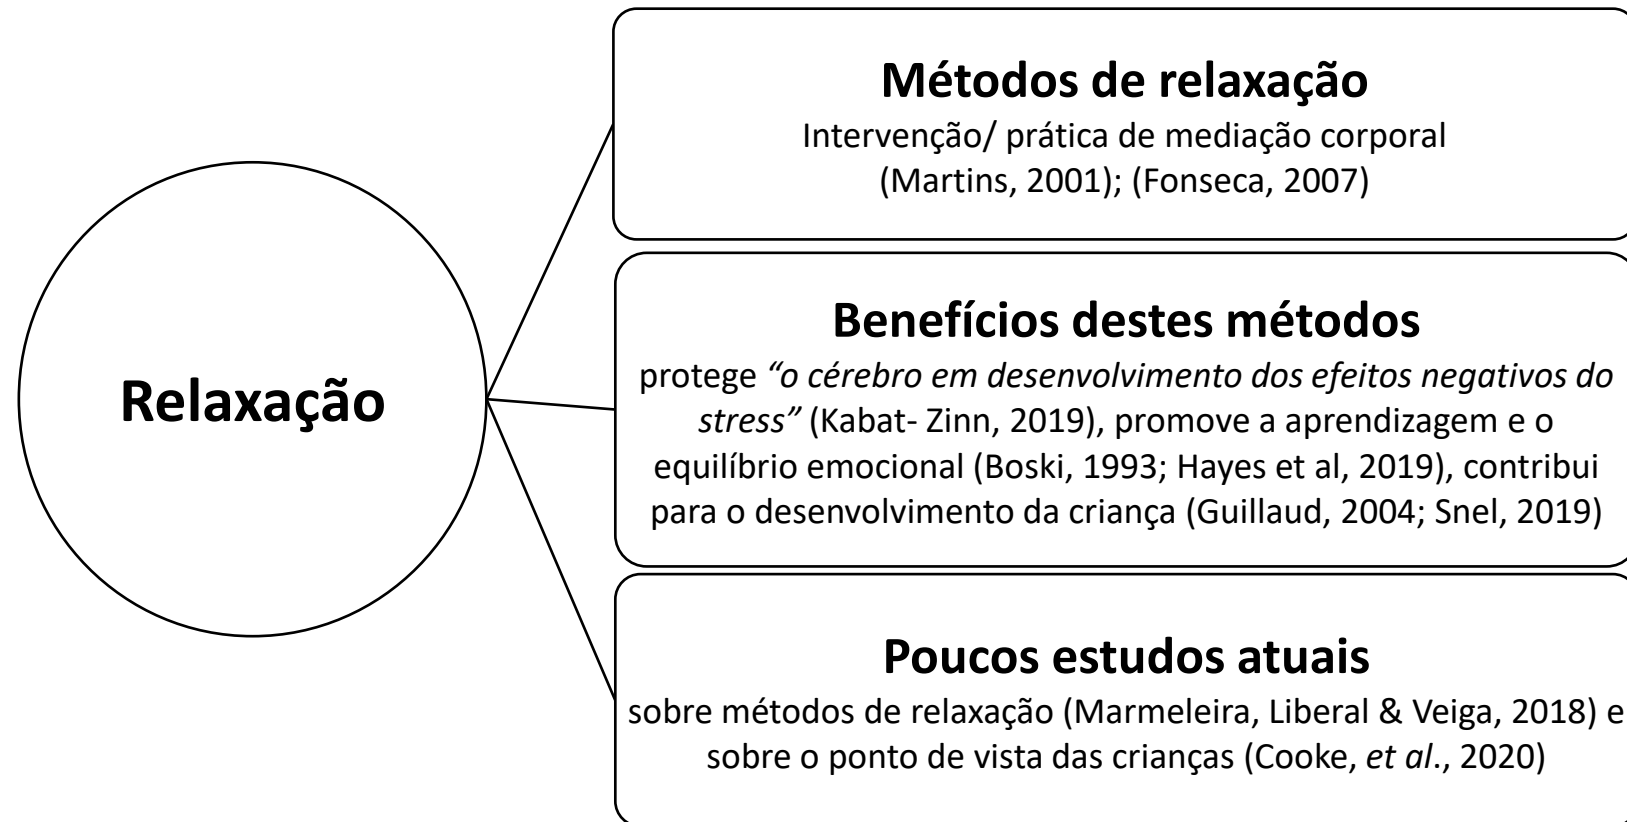 Relaxação
Métodos de relaxação
Intervenção/ prática de mediação corporal
(Martins, 2001); (Fonseca, 2007)
Benefícios destes métodos
protege “o cérebro em desenvolvimento dos efeitos negativos do
stress” (Kabat- Zinn, 2019), promove a aprendizagem e o
equilíbrio emocional (Boski, 1993; Hayes et al, 2019), contribui
para o desenvolvimento da criança (Guillaud, 2004; Snel, 2019)
Poucos estudos atuais
sobre métodos de relaxação (Marmeleira, Liberal & Veiga, 2018) e
sobre o ponto de vista das crianças (Cooke, et al., 2020)